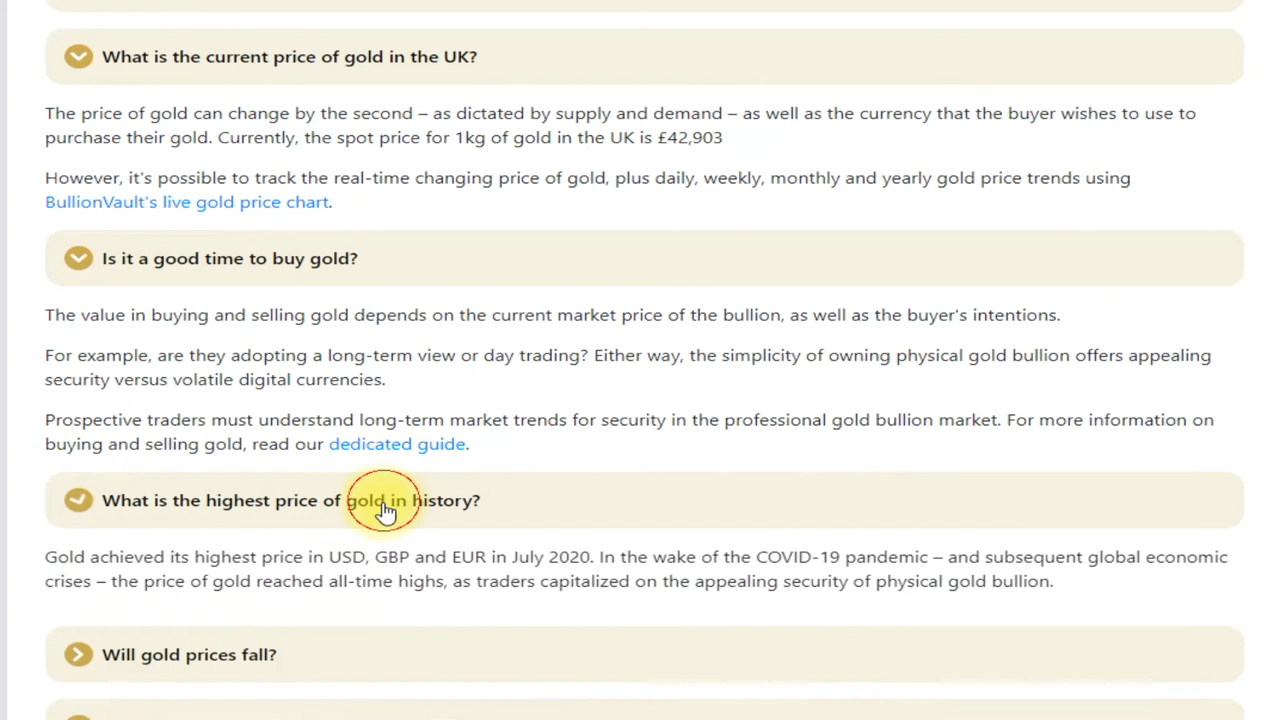 What is the current price of gold in the UK?
The price of gold can change by the second – as dictated by supply and demand – as well as the currency that the buyer wishes to use to
purchase their gold. Currently, the spot price for 1kg of gold in the UK is £42,903
However, it's possible to track the real-time changing price of gold, plus daily, weekly, monthly and yearly gold price trends using
BullionVault's live gold price chart.
Is it a good time to buy gold?
The value in buying and selling gold depends on the current market price of the bullion, as well as the buyer's intentions.
For example, are they adopting a long-term view or day trading? Either way, the simplicity of owning physical gold bullion offers appealing
security versus volatile digital currencies.
Prospective traders must understand long-term market trends for security in the professional gold bullion market. For more information on
buying and selling gold, read our dedicated guide.
What is the highest price of gold in history?
Gold achieved its highest price in USD, GBP and EUR in July 2020. In the wake of the COVID-19 pandemic – and subsequent global economic
crises – the price of gold reached all-time highs, as traders capitalized on the appealing security of physical gold bullion.
Will gold prices fall?